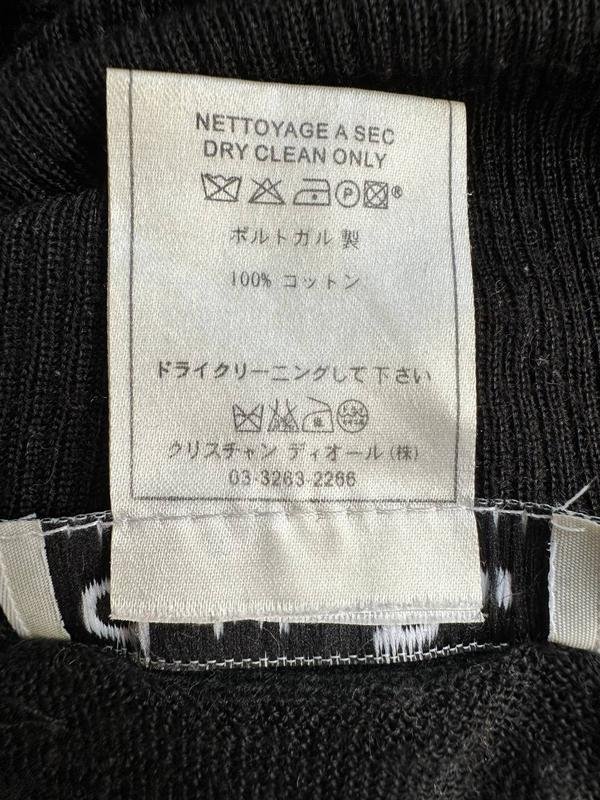 NETTOYAGE A SEC
DRY CLEAN ONLY
P ®
ポルトガル 製
100% コットン
ドライクリーニングして下さい
クリスチャン ディオール (株)
03-3263-2266